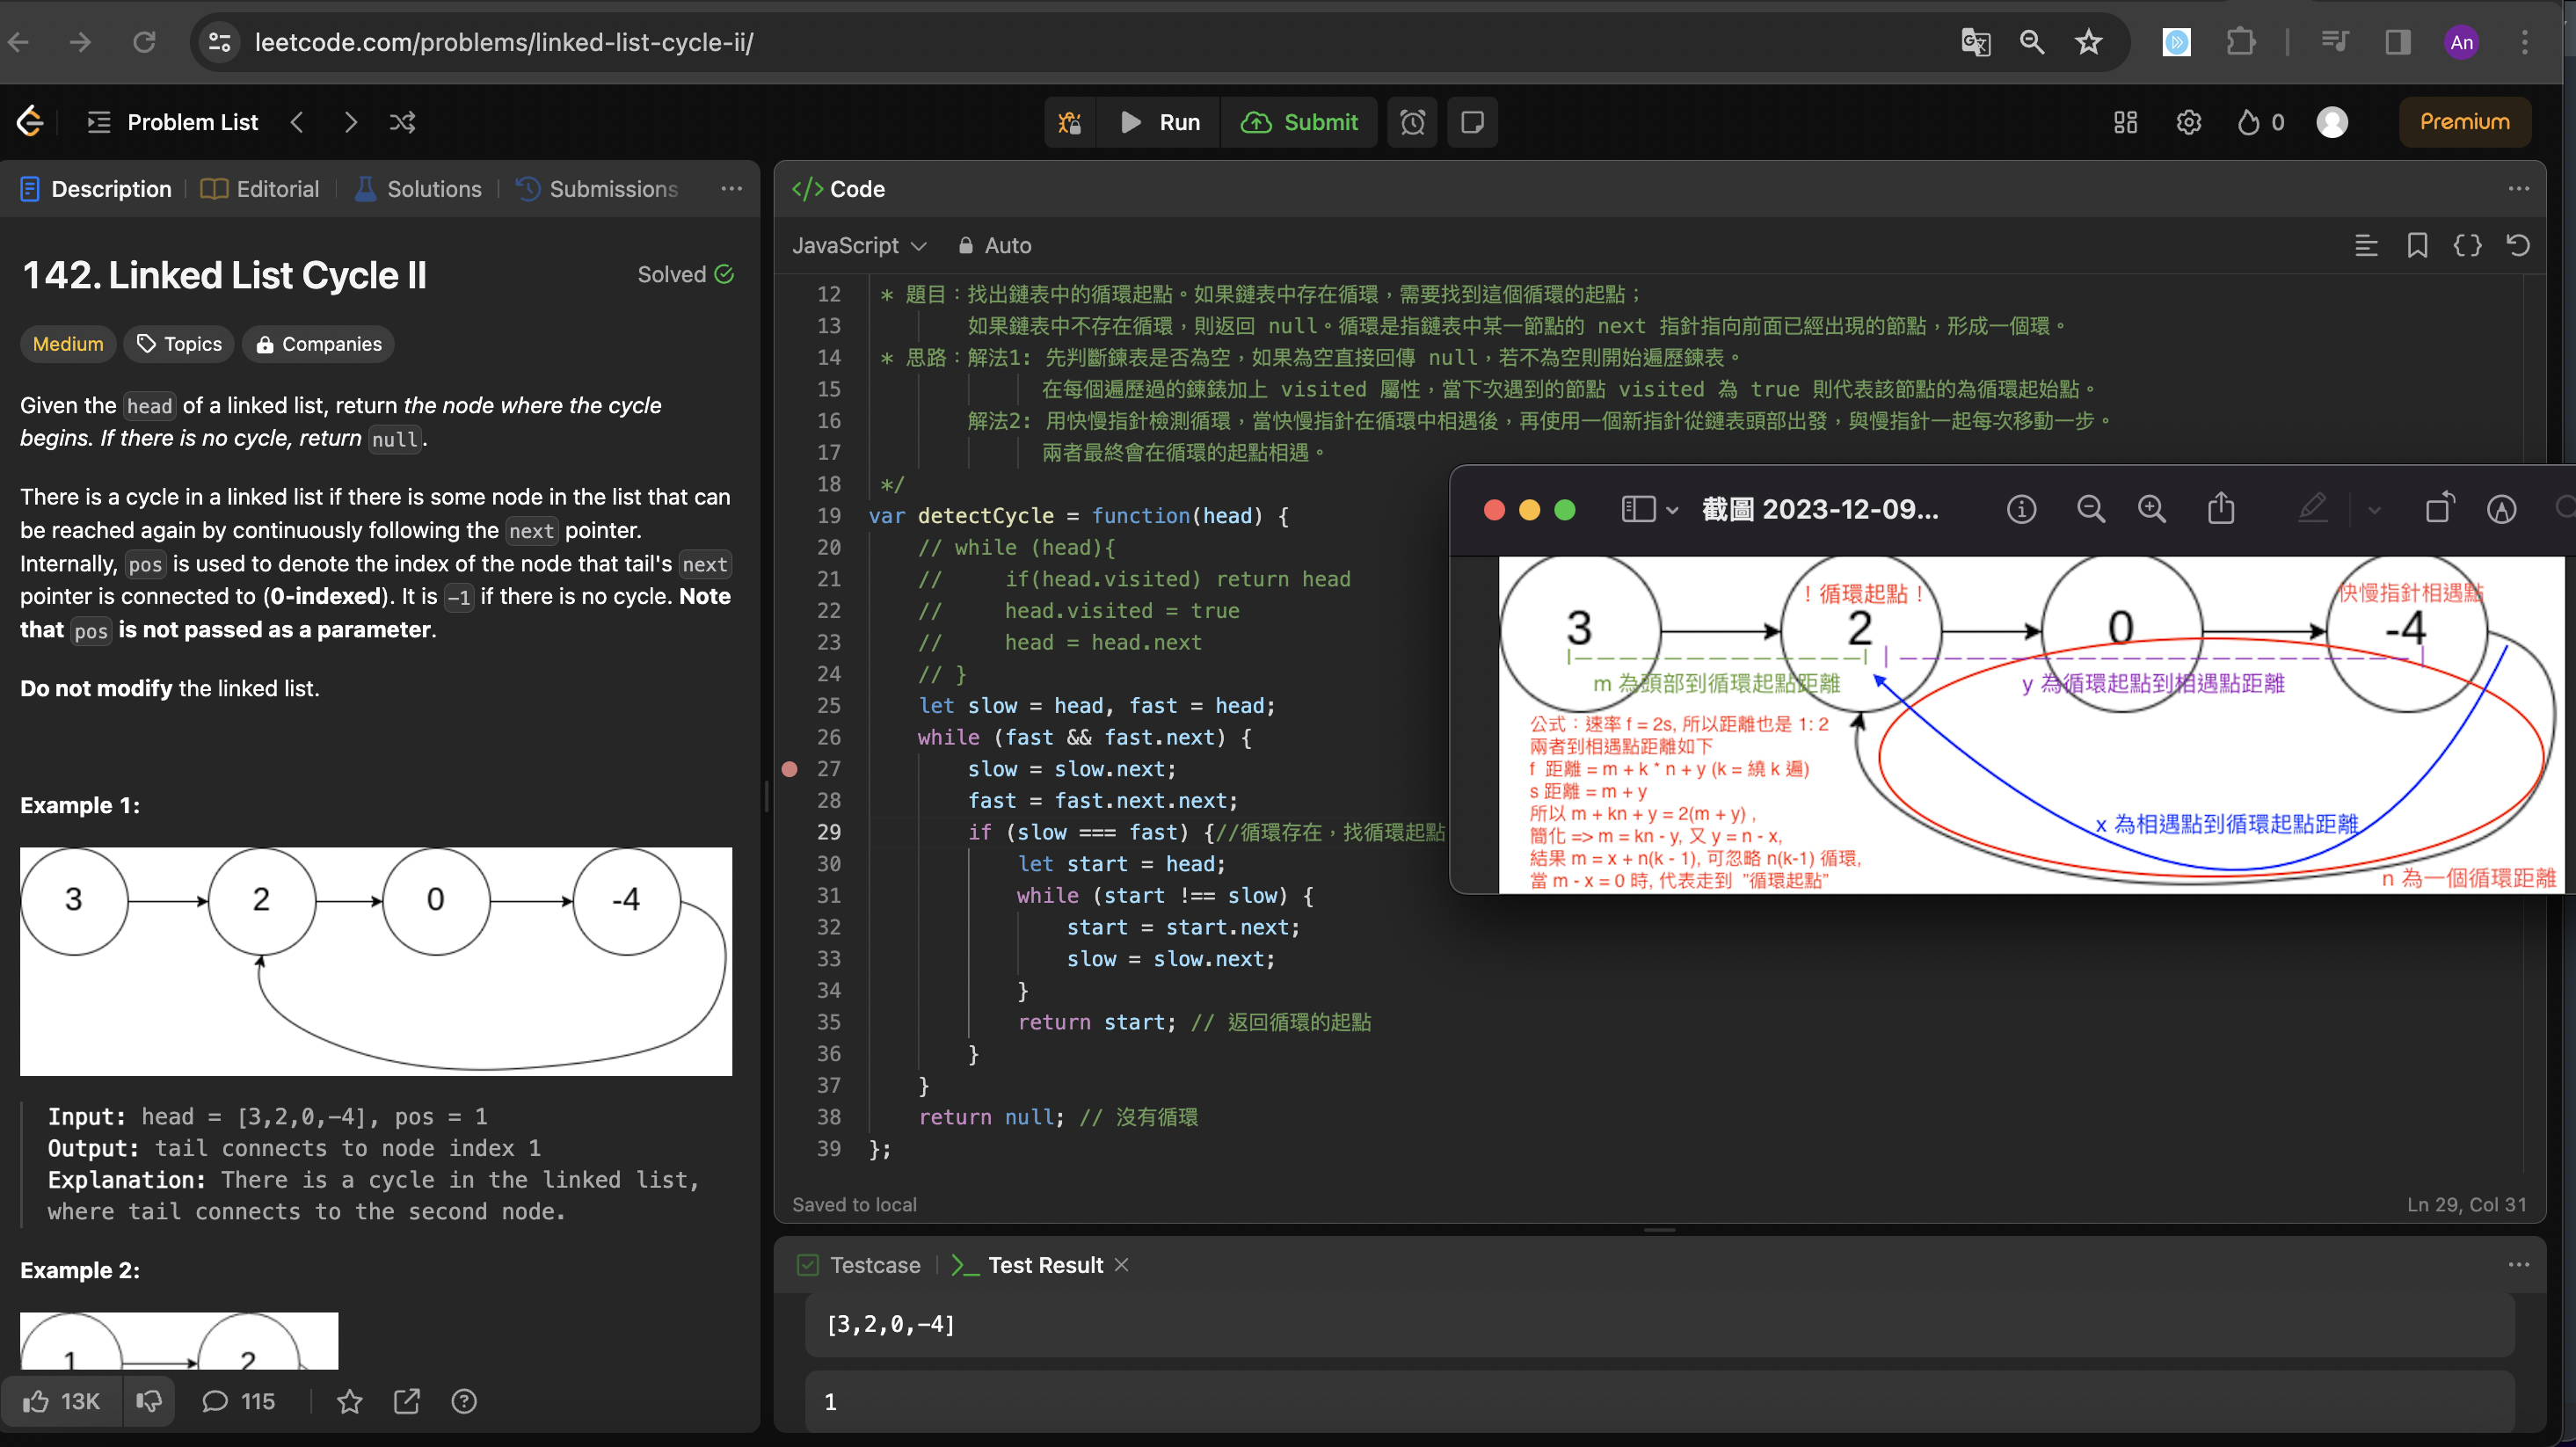 leetcode.com/problems/linked-list-cycle-ii/
An
Problem List
Run
Submit
0
Premium
Description
Editorial
Solutions
Submissions
142. Linked List Cycle II
Solved
Medium
Topics
Companies
Given the head of a linked list, return the node where the cycle
begins. If there is no cycle, return null.
There is a cycle in a linked list if there is some node in the list that can
be reached again by continuously following the next pointer.
Internally, pos is used to denote the index of the node that tail's next
pointer is connected to (0-indexed). It is -1 if there is no cycle. Note
that pos is not passed as a parameter.
Do not modify the linked list.
Example 1:
3
2
0
-4
Input: head = [3,2,0,-4], pos = 1
Output: tail connects to node index 1
Explanation: There is a cycle in the linked list,
where tail connects to the second node.
Example 2:
1
2
13K
115
</> Code
JavaScript
Auto
12 * 題目：找出鏈表中的循環起點。如果鏈表中存在循環，需要找到這個循環的起點；
13 如果鏈表中不存在循環，則返回 null。循環是指鏈表中某一節點的 next 指針指向前面已經出現的節點，形成一個環。
14 * 思路：解法1: 先判斷鍊表是否為空，如果為空直接回傳 null，若不為空則開始遍歷鍊表。
15 在每個遍歷過的鍊錶加上 visited 屬性，當下次遇到的節點 visited 為 true 則代表該節點的為循環起始點。
16 解法2: 用快慢指針檢測循環，當快慢指針在循環中相遇後，再使用一個新指針從鏈表頭部出發，與慢指針一起每次移動一步。
17 兩者最終會在循環的起點相遇。
18 */
19 var detectCycle = function(head) {
20 // while (head){
21 // if(head.visited) return head
22 // head.visited = true
23 // head = head.next
24 // }
25 let slow = head, fast = head;
26 while (fast && fast.next) {
27 slow = slow.next;
28 fast = fast.next.next;
29 if (slow === fast) {//循環存在，找循環起點
30 let start = head;
31 while (start !== slow) {
32 start = start.next;
33 slow = slow.next;
34 }
35 return start; // 返回循環的起點
36 }
37 }
38 return null; // 沒有循環
39 };
Saved to local
Ln 29, Col 31
截圖 2023-12-09...
！循環起點！
快慢指針相遇點
3
2
0
-4
m 為頭部到循環起點距離
y 為循環起點到相遇點距離
公式：速率 f = 2s, 所以距離也是 1: 2
兩者到相遇點距離如下
f 距離 = m + k * n + y (k = 繞 k 遍)
s 距離 = m + y
所以 m + kn + y = 2(m + y) ,
簡化 => m = kn - y, 又 y = n - x,
結果 m = x + n(k - 1), 可忽略 n(k-1) 循環,
當 m - x = 0 時, 代表走到 "循環起點"
x 為相遇點到循環起點距離
n 為一個循環距離
Testcase
Test Result
[3,2,0,-4]
1